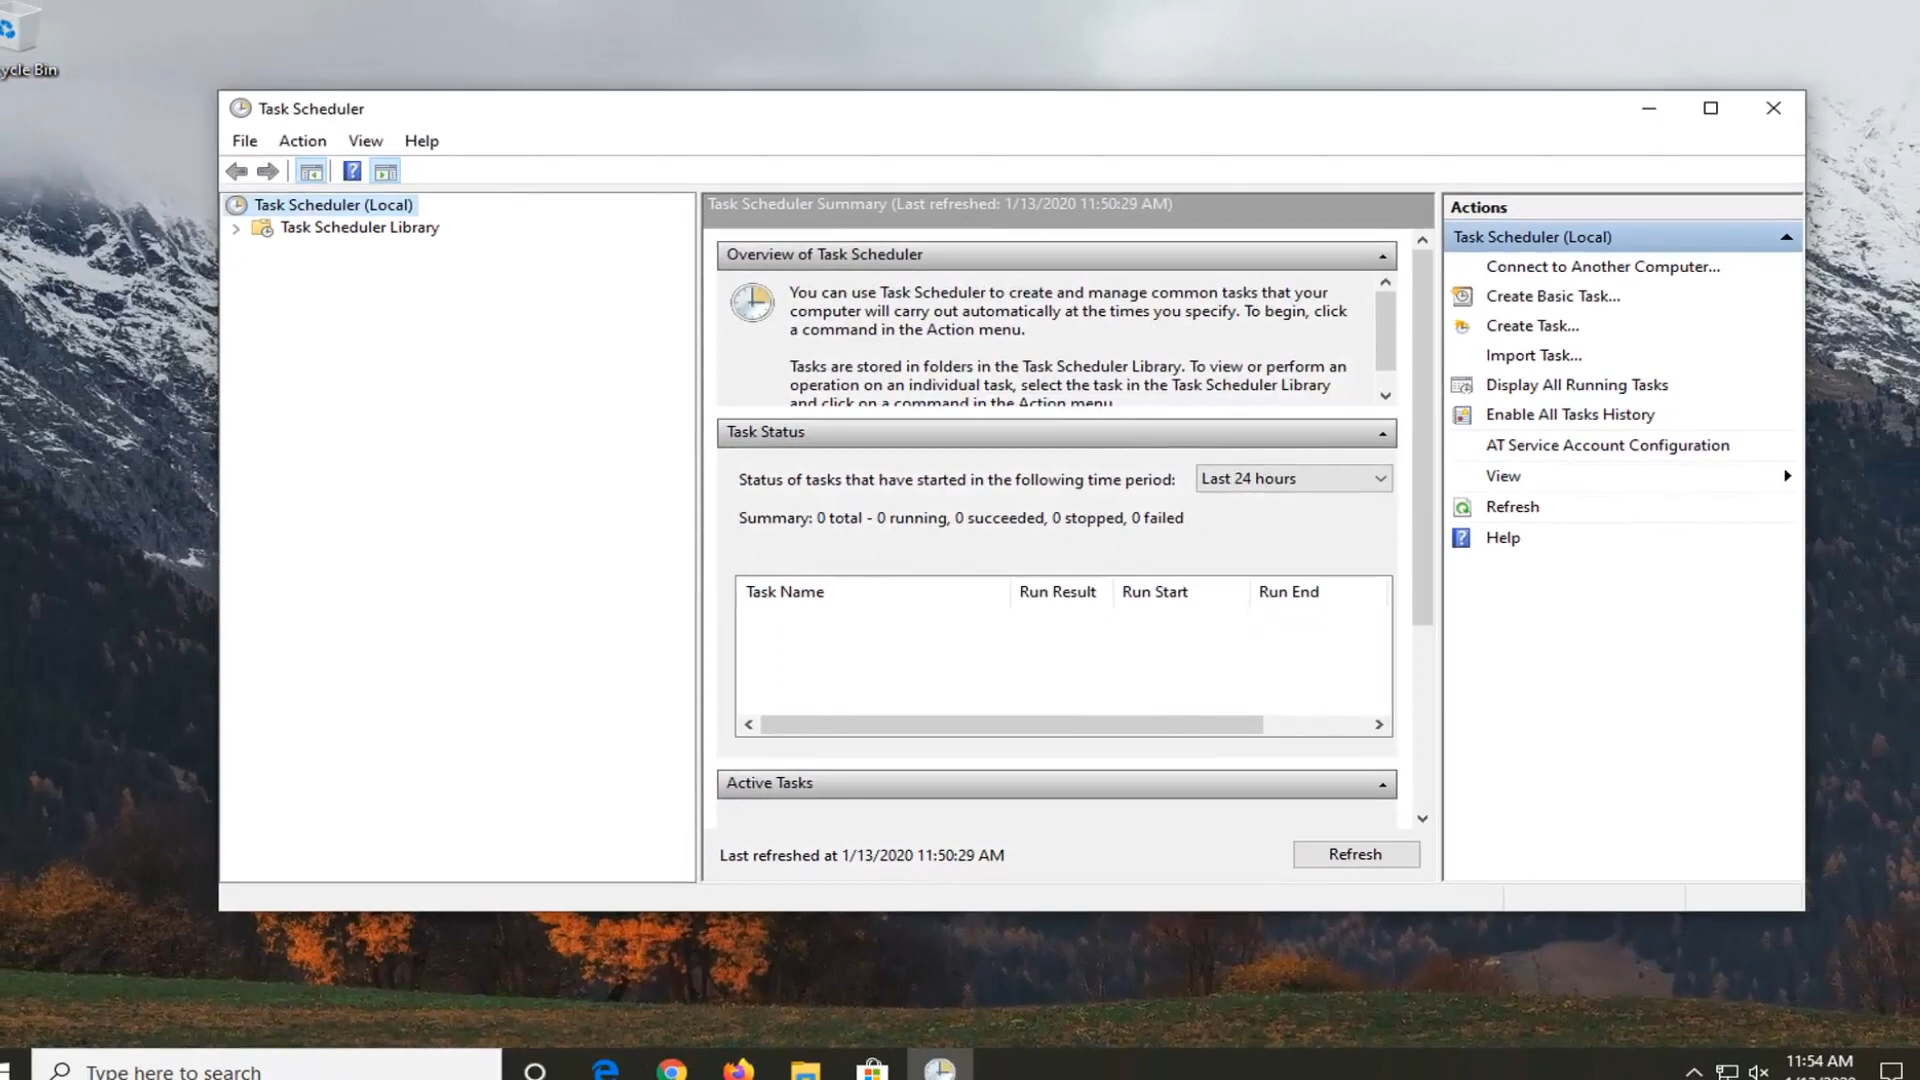 ycle Bin
Task Scheduler
File Action View Help
Task Scheduler (Local)
Task Scheduler Library
Task Scheduler Summary (Last refreshed: 1/13/2020 11:50:29 AM)
Overview of Task Scheduler
You can use Task Scheduler to create and manage common tasks that your
computer will carry out automatically at the times you specify. To begin, click
a command in the Action menu.
Tasks are stored in folders in the Task Scheduler Library. To view or perform an
operation on an individual task, select the task in the Task Scheduler Library
and click on a command in the Action menu.
Task Status
Status of tasks that have started in the following time period: Last 24 hours
Summary: 0 total - 0 running, 0 succeeded, 0 stopped, 0 failed
Task Name Run Result Run Start Run End
Active Tasks
Last refreshed at 1/13/2020 11:50:29 AM Refresh
Actions
Task Scheduler (Local)
Connect to Another Computer...
Create Basic Task...
Create Task...
Import Task...
Display All Running Tasks
Enable All Tasks History
AT Service Account Configuration
View
Refresh
Help
Type here to search
11:54 AM